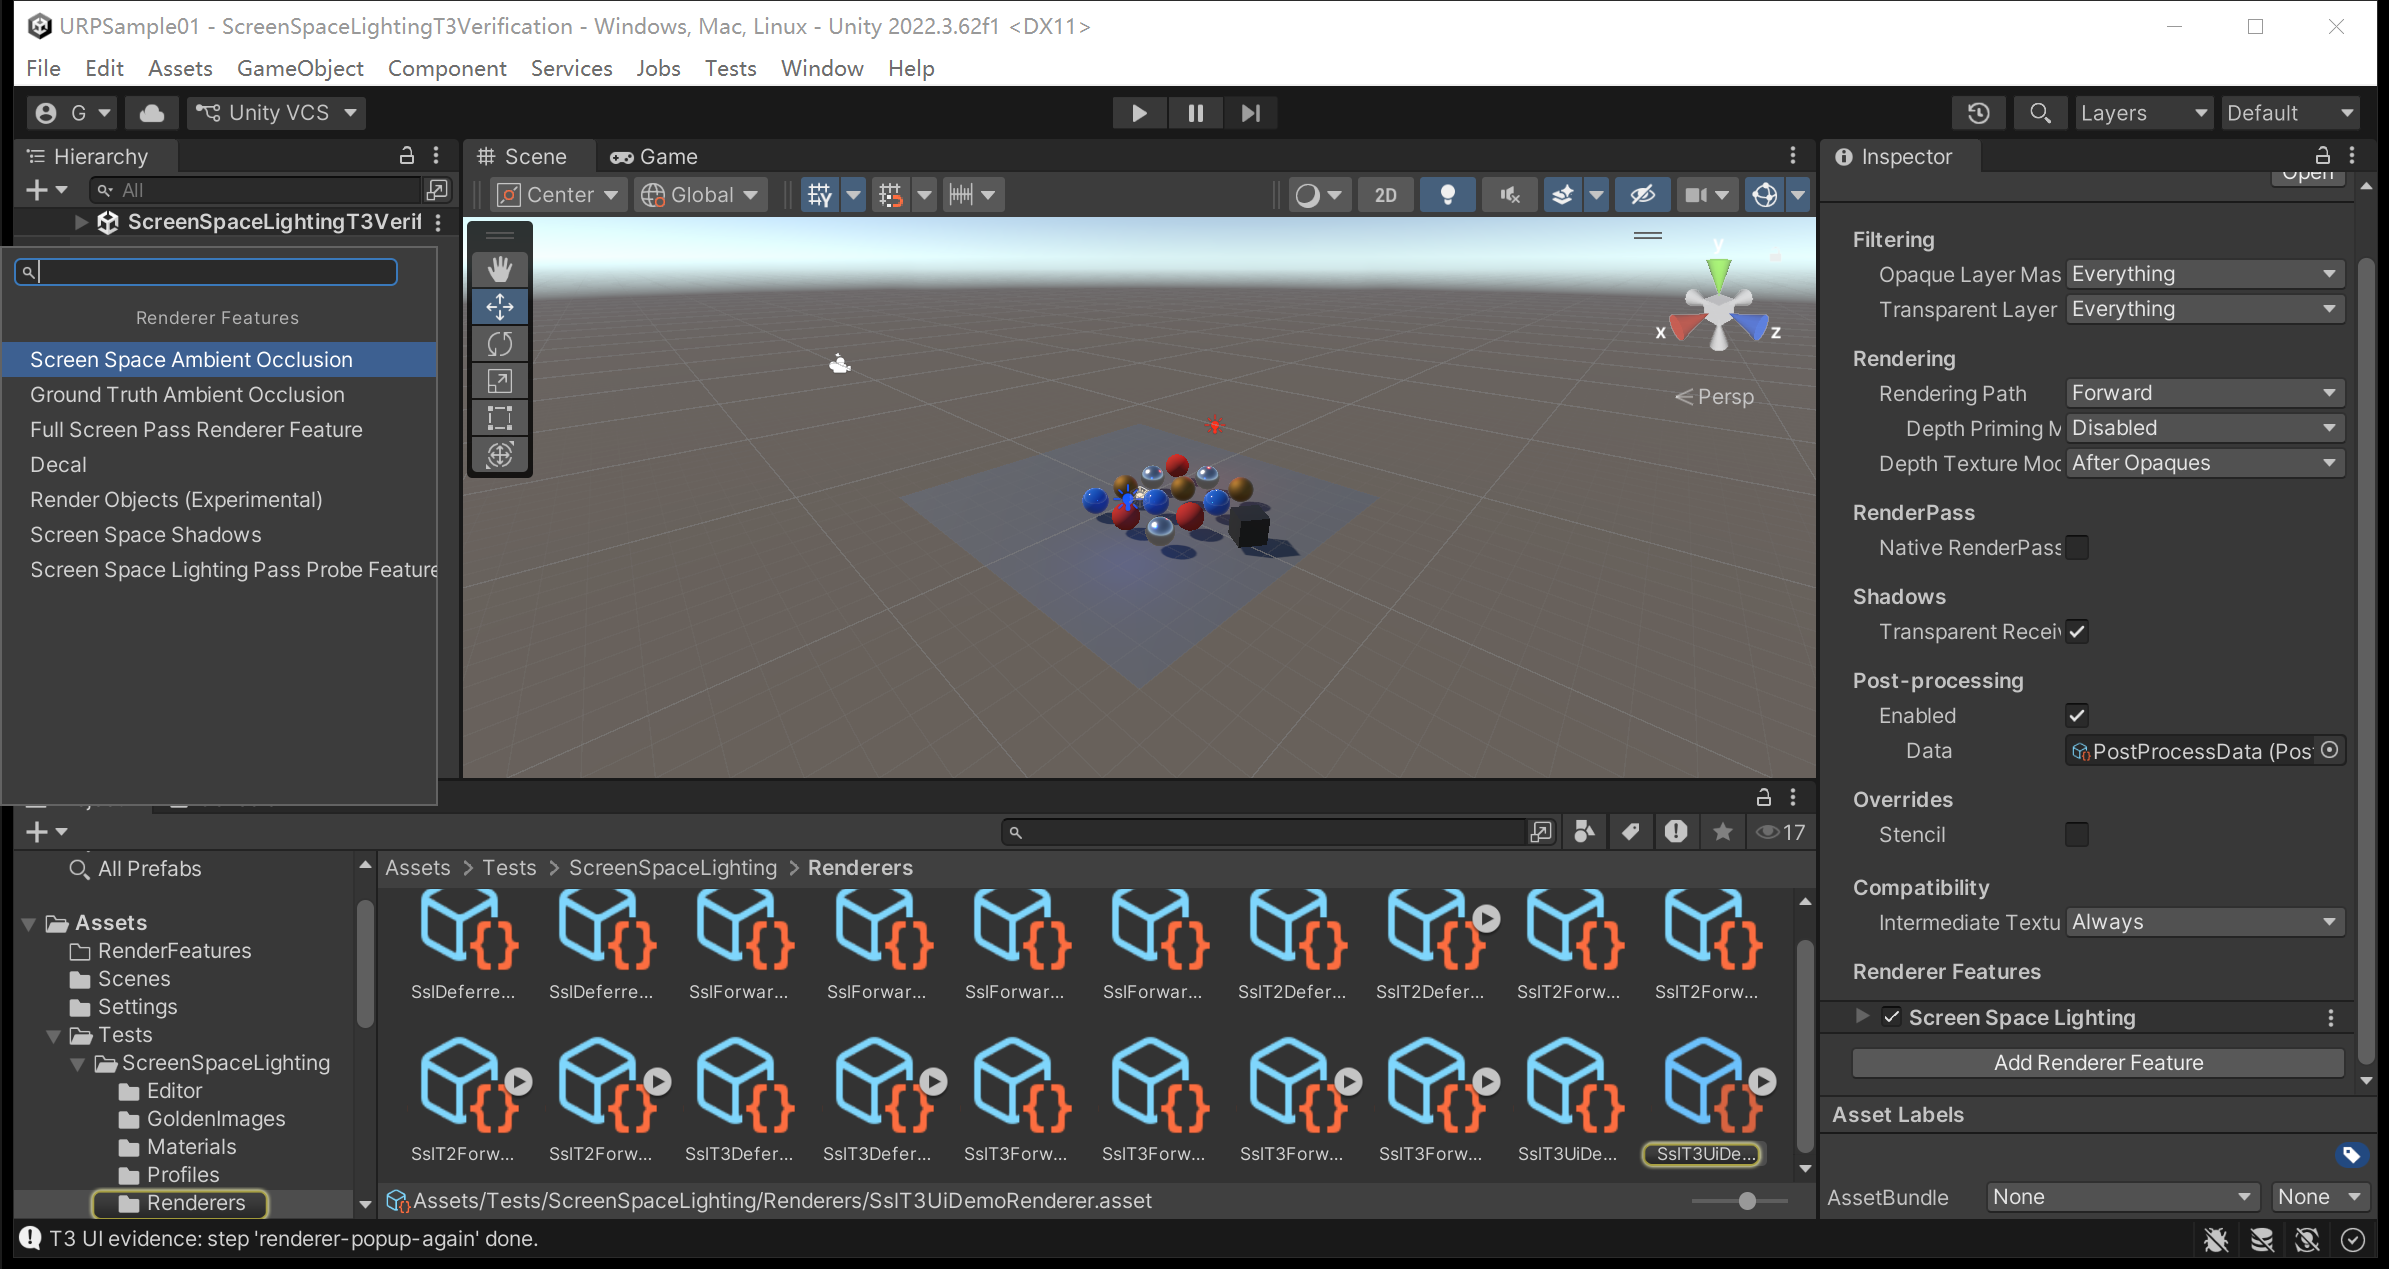 URPSample01 - ScreenSpaceLightingT3Verification - Windows, Mac, Linux - Unity 2022.3.62f1 <DX11>
File Edit Assets GameObject Component Services Jobs Tests Window Help
G Unity VCS Layers Default
Hierarchy
All
ScreenSpaceLightingT3Verif
Renderer Features
Screen Space Ambient Occlusion
Ground Truth Ambient Occlusion
Full Screen Pass Renderer Feature
Decal
Render Objects (Experimental)
Screen Space Shadows
Screen Space Lighting Pass Probe Feature
Scene Game
Center Global 2D
y
x z
Persp
Inspector
Open
Filtering
Opaque Layer Mas Everything
Transparent Layer Everything
Rendering
Rendering Path Forward
Depth Priming M Disabled
Depth Texture Mod After Opaques
RenderPass
Native RenderPass
Shadows
Transparent Receiv
Post-processing
Enabled
Data PostProcessData (Post
Overrides
Stencil
Compatibility
Intermediate Textu Always
Renderer Features
Screen Space Lighting
Add Renderer Feature
Asset Labels
AssetBundle None None
17
All Prefabs
Assets
RenderFeatures
Scenes
Settings
Tests
ScreenSpaceLighting
Editor
GoldenImages
Materials
Profiles
Renderers
Assets > Tests > ScreenSpaceLighting > Renderers
SslDeferre... SslDeferre... SslForwar... SslForwar... SslForwar... SslForwar... SslT2Defer... SslT2Defer... SslT2Forw... SslT2Forw...
SslT2Forw... SslT2Forw... SslT3Defer... SslT3Defer... SslT3Forw... SslT3Forw... SslT3Forw... SslT3Forw... SslT3UiDe... SslT3UiDe...
Assets/Tests/ScreenSpaceLighting/Renderers/SslT3UiDemoRenderer.asset
T3 UI evidence: step 'renderer-popup-again' done.